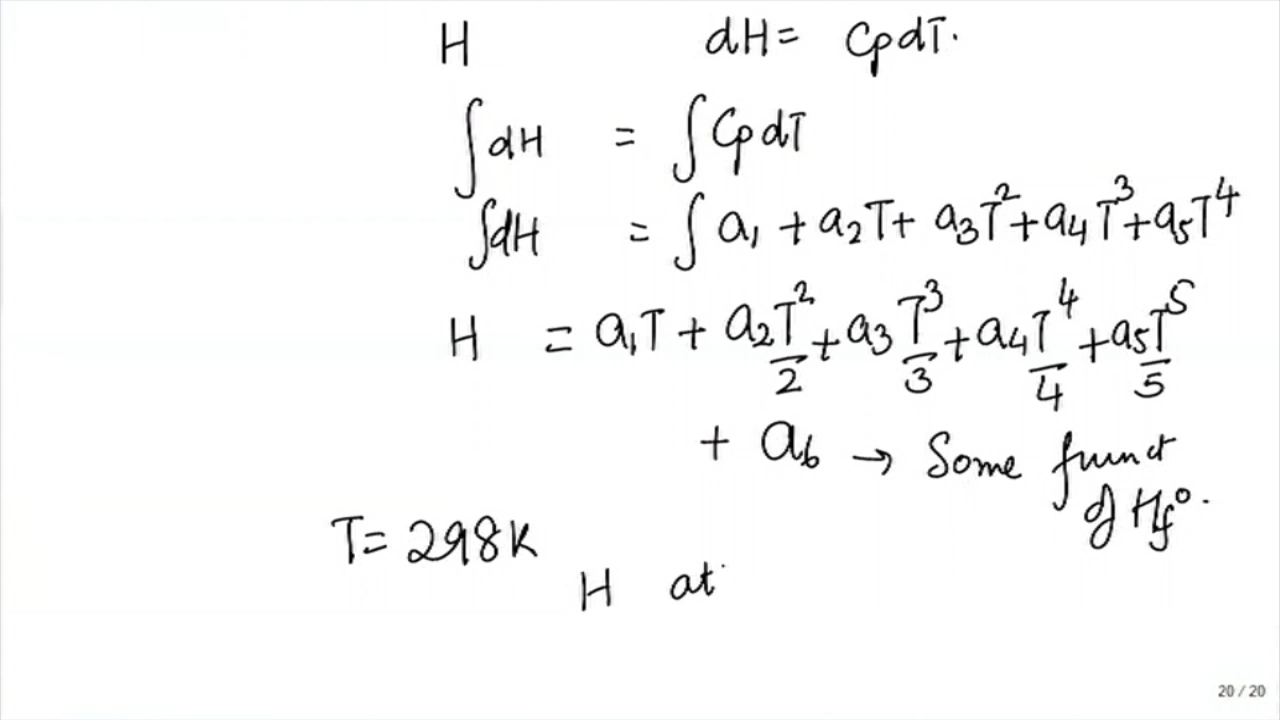 H dH = CpdT.
∫dH = ∫CpdT
∫dH = ∫ a₁ + a₂T + a₃T² + a₄T³ + a₅T⁴
H = a₁T + a₂T²/2 + a₃T³/3 + a₄T⁴/4 + a₅T⁵/5
+ a₆ → Some funct
of Hf°.
T = 298K
H at
20 / 20